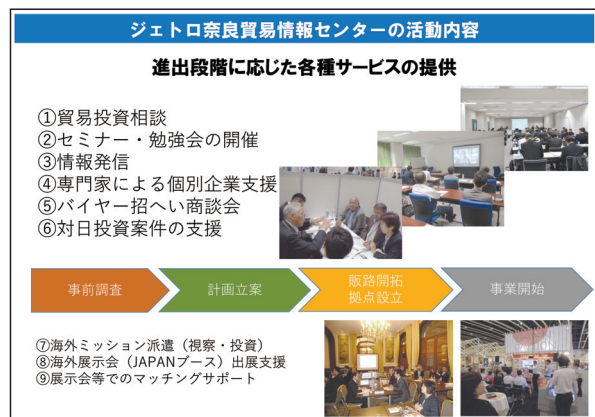 ジェトロ奈良貿易情報センターの活動内容
進出段階に応じた各種サービスの提供
①貿易投資相談
②セミナー・勉強会の開催
③情報発信
④専門家による個別企業支援
⑤バイヤー招へい商談会
⑥対日投資案件の支援
事前調査
計画立案
販路開拓
拠点設立
事業開始
⑦海外ミッション派遣（視察・投資）
⑧海外展示会（JAPANブース）出展支援
⑨展示会等でのマッチングサポート